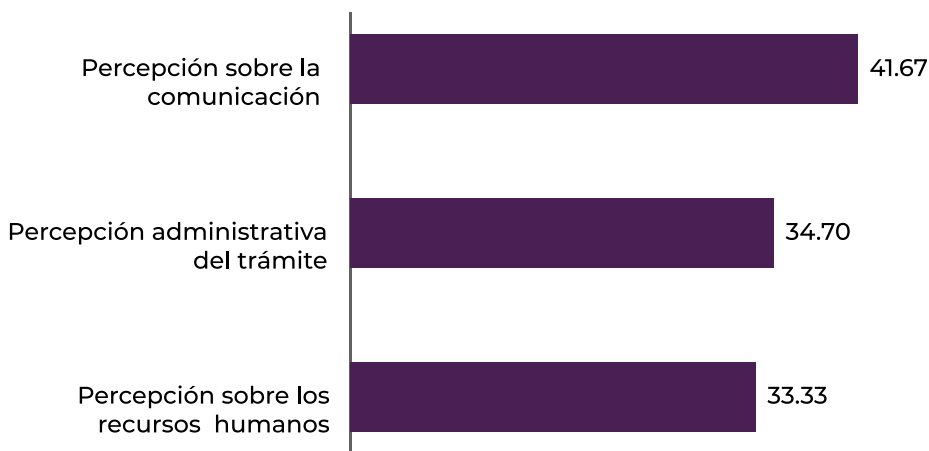 Percepción sobre la
comunicación
41.67
Percepción administrativa
del trámite
34.70
Percepción sobre los
recursos  humanos
33.33